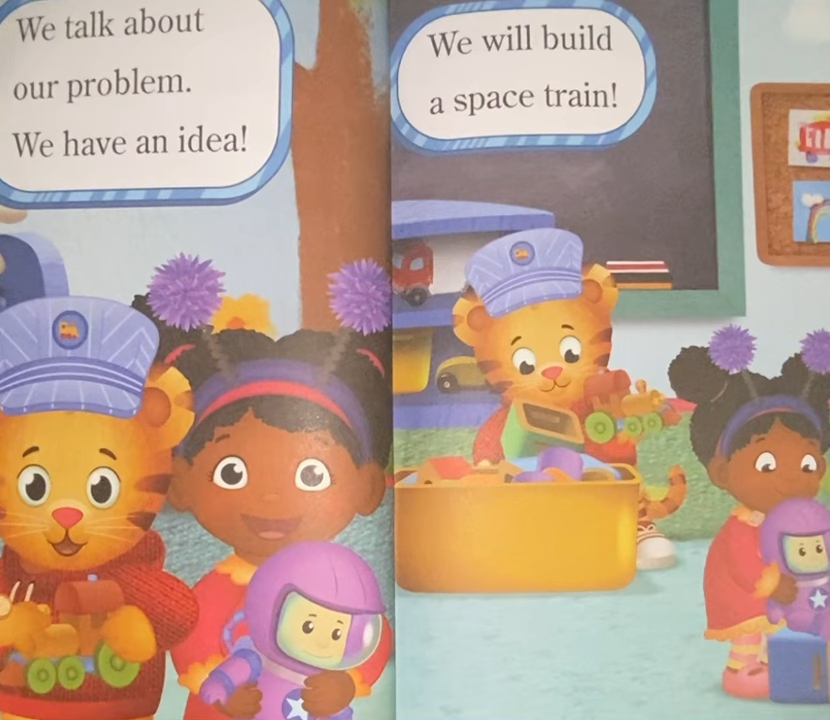 We talk about
our problem.
We have an idea!
We will build
a space train!